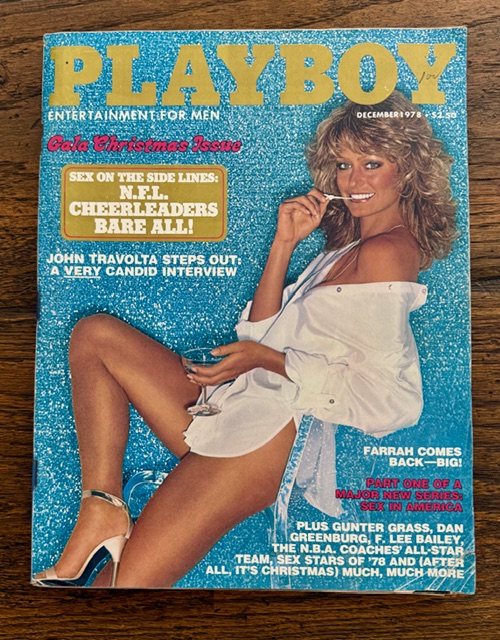 PLAYBOY
ENTERTAINMENT FOR MEN
DECEMBER 1978 • $2.50
Gala Christmas Issue
SEX ON THE SIDE LINES:
N.F.L.
CHEERLEADERS
BARE ALL!
JOHN TRAVOLTA STEPS OUT:
A VERY CANDID INTERVIEW
FARRAH COMES
BACK—BIG!
PART ONE OF A
MAJOR NEW SERIES:
SEX IN AMERICA
PLUS GUNTER GRASS, DAN
GREENBURG, F. LEE BAILEY,
THE N.B.A. COACHES' ALL-STAR
TEAM, SEX STARS OF '78 AND (AFTER
ALL, IT'S CHRISTMAS) MUCH, MUCH MORE